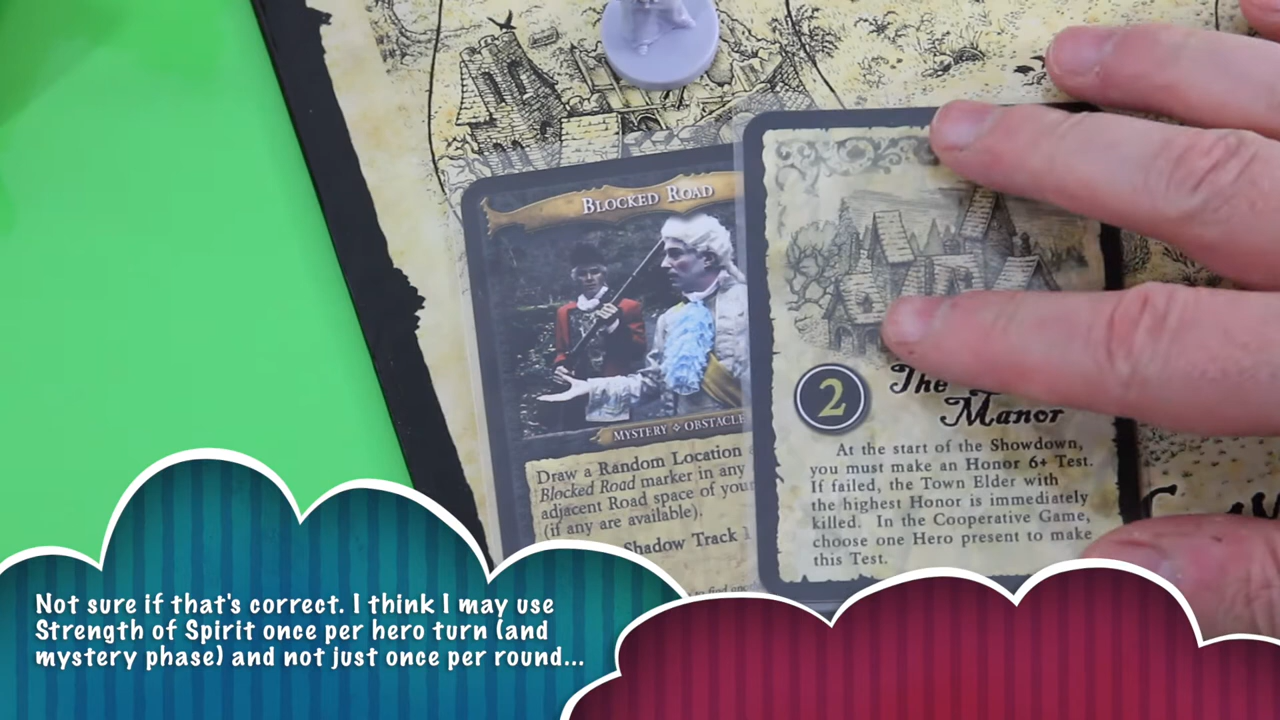 BLOCKED ROAD
MYSTERY OBSTACLE
Draw a Random Location
Blocked Road marker in any
adjacent Road space of your
(if any are available).
Shadow Track
2
The
Manor
At the start of the Showdown,
you must make an Honor 6+ Test.
If failed, the Town Elder with
the highest Honor is immediately
killed. In the Cooperative Game,
choose one Hero present to make
this Test.
Not sure if that's correct. I think I may use
Strength of Spirit once per hero turn (and
mystery phase) and not just once per round...